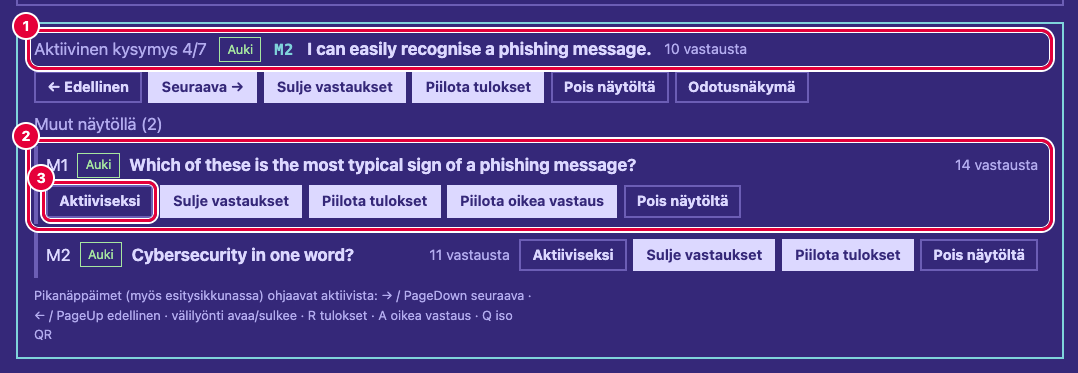 1
Aktiivinen kysymys 4/7 Auki M2 I can easily recognise a phishing message. 10 vastausta
← Edellinen Seuraava → Sulje vastaukset Piilota tulokset Pois näytöltä Odotusnäkymä
Muut näytöllä (2)
2
M1 Auki Which of these is the most typical sign of a phishing message? 14 vastausta
3
Aktiiviseksi Sulje vastaukset Piilota tulokset Piilota oikea vastaus Pois näytöltä
M2 Auki Cybersecurity in one word? 11 vastausta Aktiiviseksi Sulje vastaukset Piilota tulokset Pois näytöltä
Pikanäppäimet (myös esitysikkunassa) ohjaavat aktiivista: → / PageDown seuraava ·
← / PageUp edellinen · välilyönti avaa/sulkee · R tulokset · A oikea vastaus · Q iso
QR